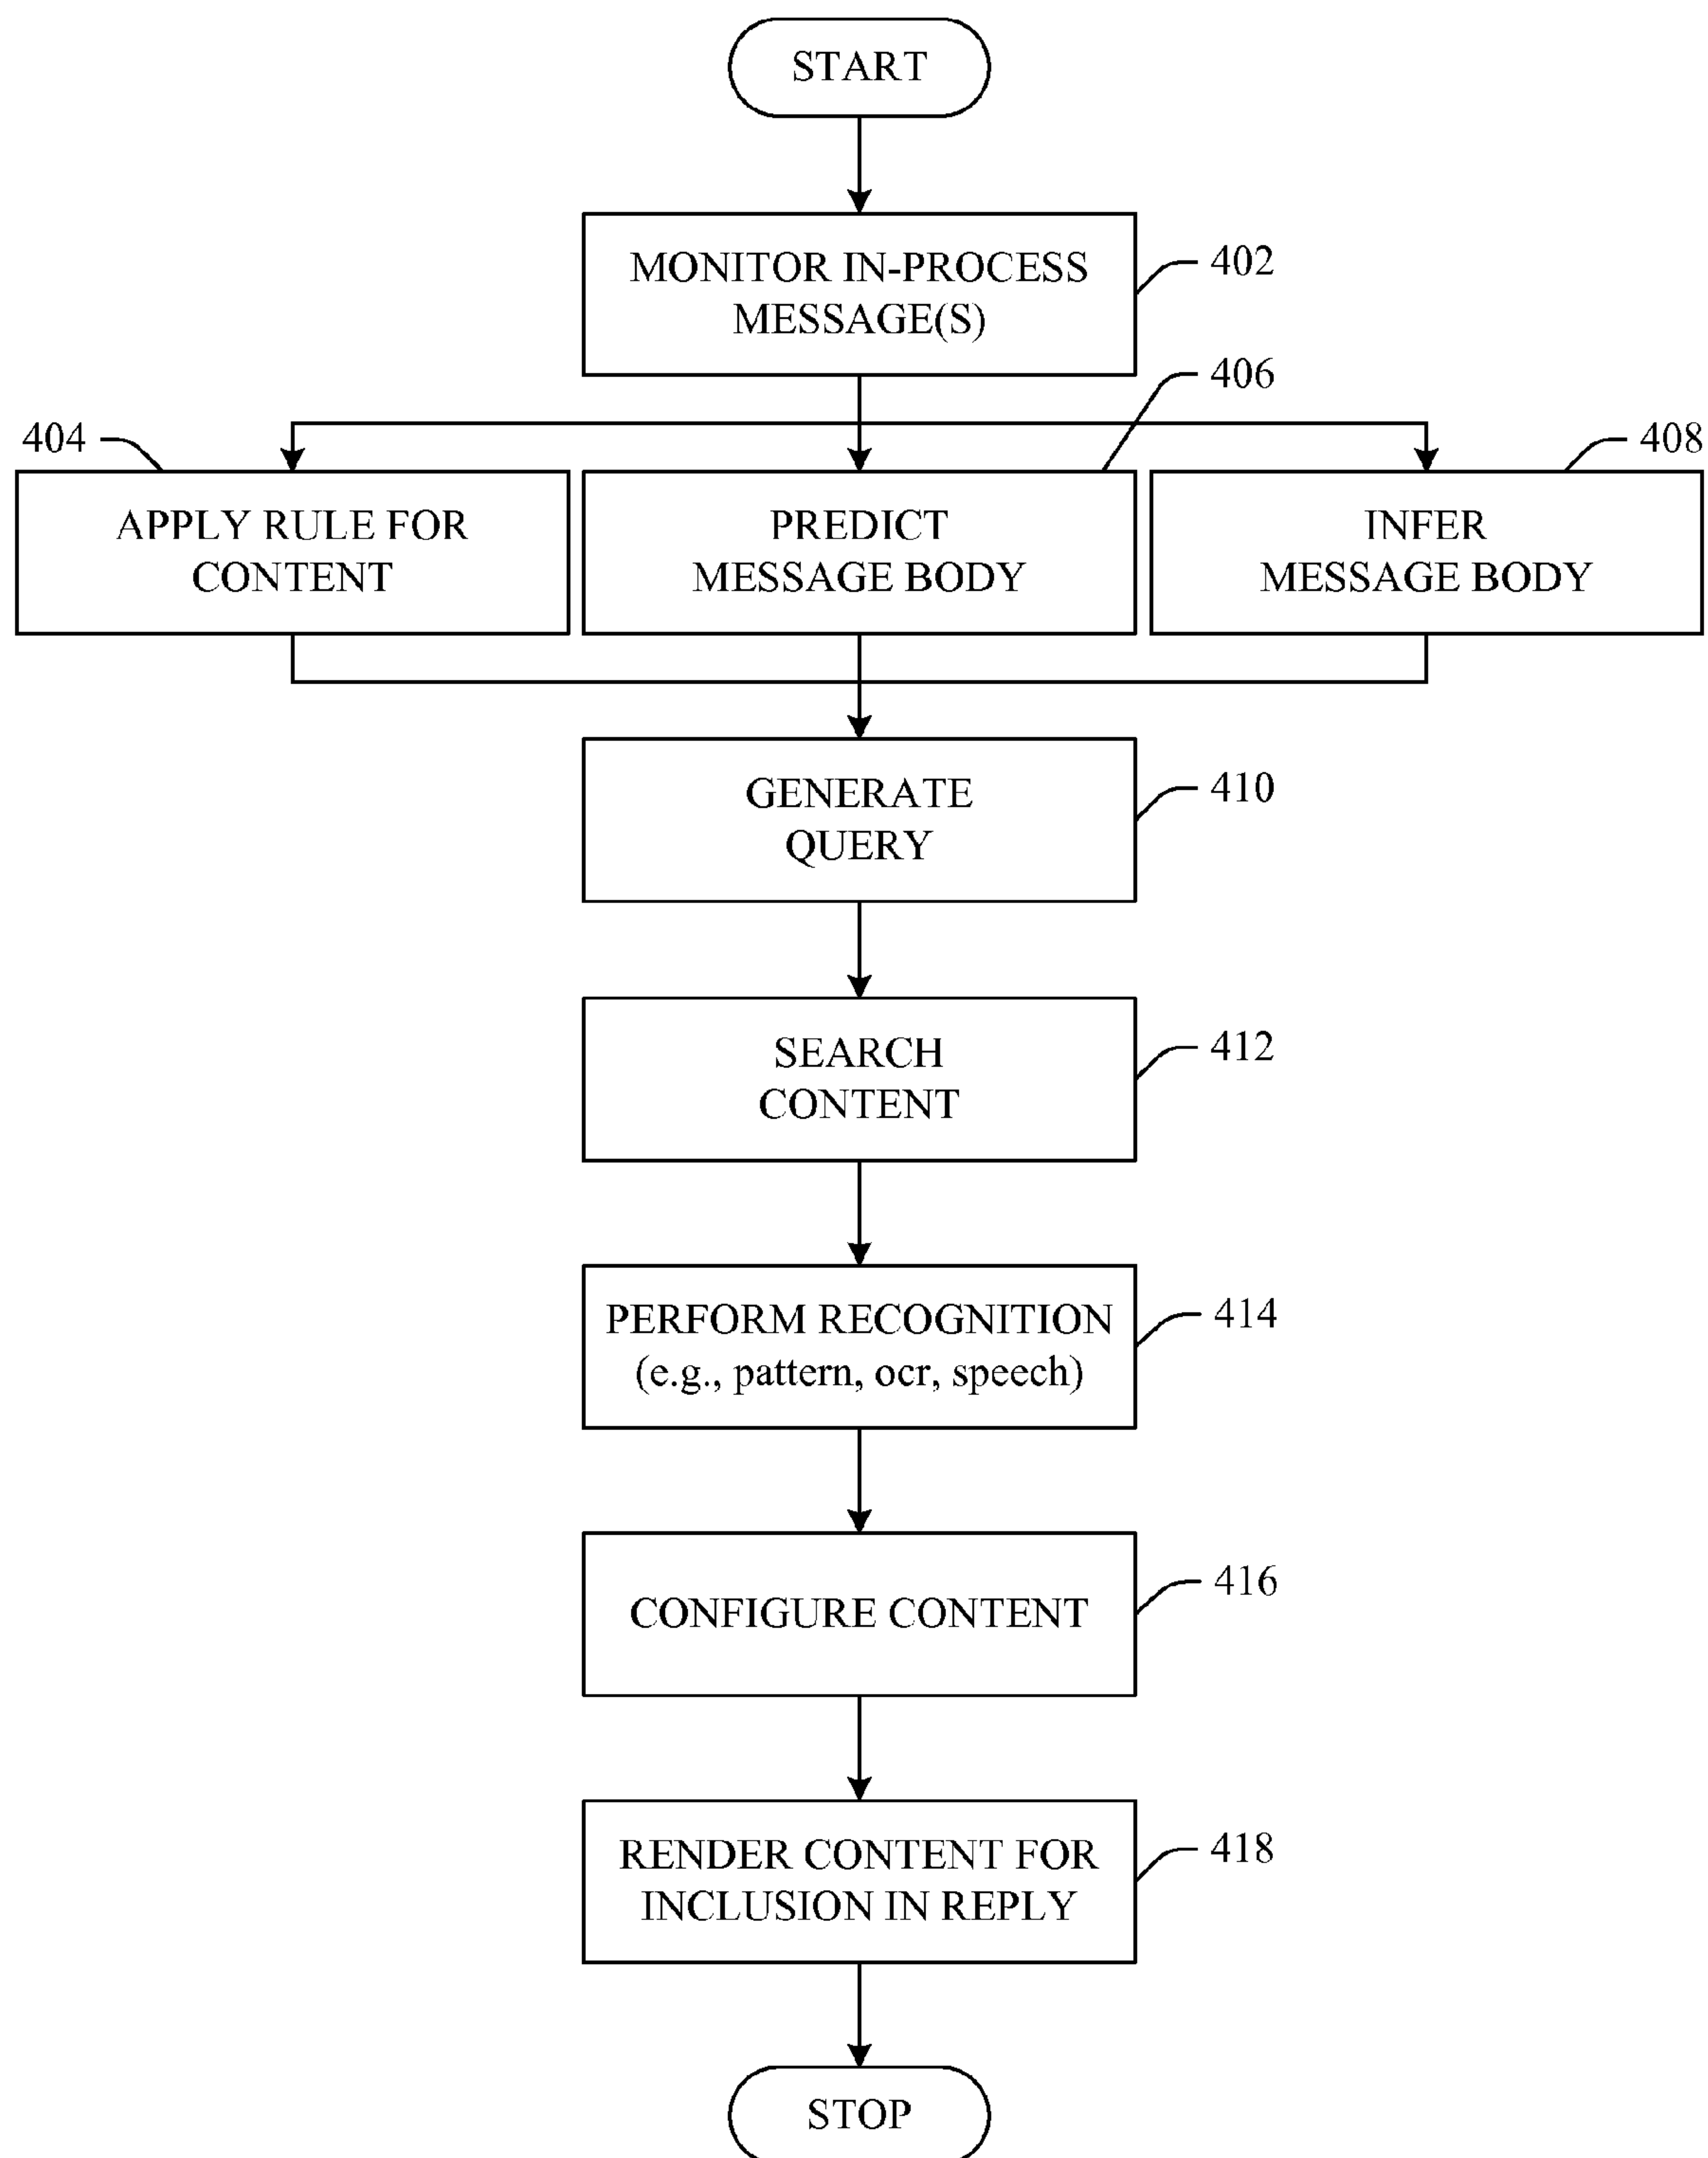 START
MONITOR IN-PROCESS
MESSAGE(S)
402
406
404
408
APPLY RULE FOR
CONTENT
PREDICT
MESSAGE BODY
INFER
MESSAGE BODY
GENERATE
QUERY
410
SEARCH
CONTENT
412
PERFORM RECOGNITION
(e.g., pattern, ocr, speech)
414
CONFIGURE CONTENT
416
RENDER CONTENT FOR
INCLUSION IN REPLY
418
STOP